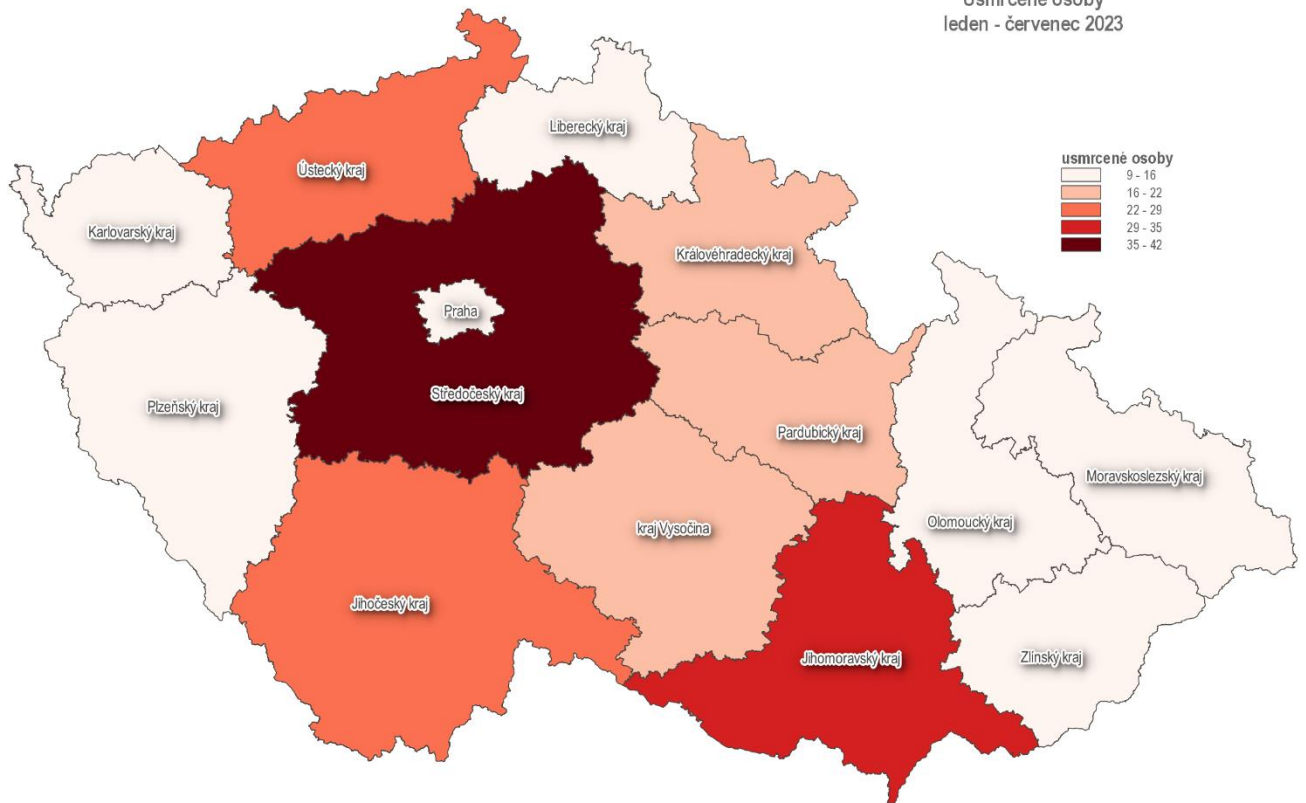 Usmrcené osoby
leden - červenec 2023
Liberecký kraj
usmrcené osoby
9 - 16
16 - 22
22 - 29
29 - 35
35 - 42
Ústecký kraj
Karlovarský kraj
Královéhradecký kraj
Praha
Středočeský kraj
Plzeňský kraj
Pardubický kraj
Moravskoslezský kraj
Olomoucký kraj
kraj Vysočina
Jihočeský kraj
Jihomoravský kraj
Zlínský kraj